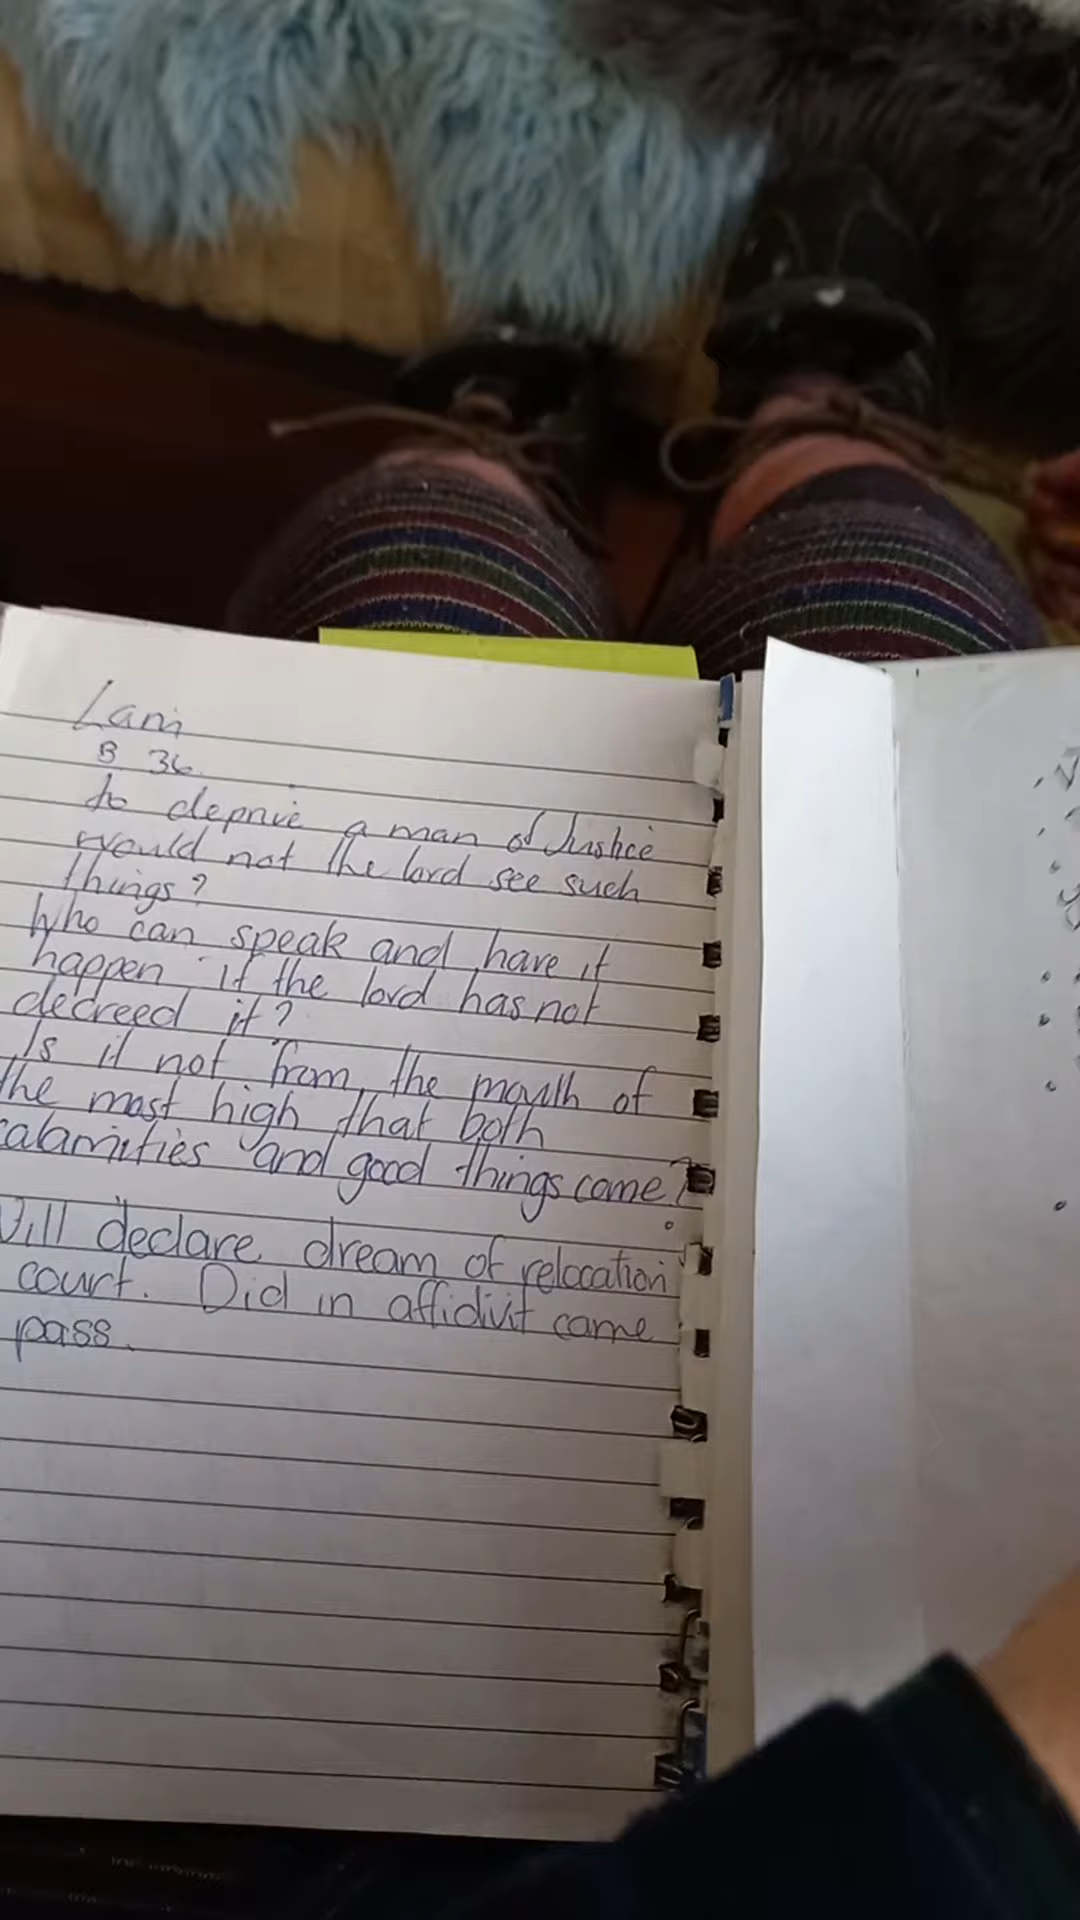 Lam
3 36.
to deprive a man of Justice
would not the lord see such
things?
Who can speak and have it
happen if the lord has not
decreed it?
Is it not from the mouth of
the most high that both
calamities and good things come?
Will declare dream of relocation
court. Did in affidivit came
pass.